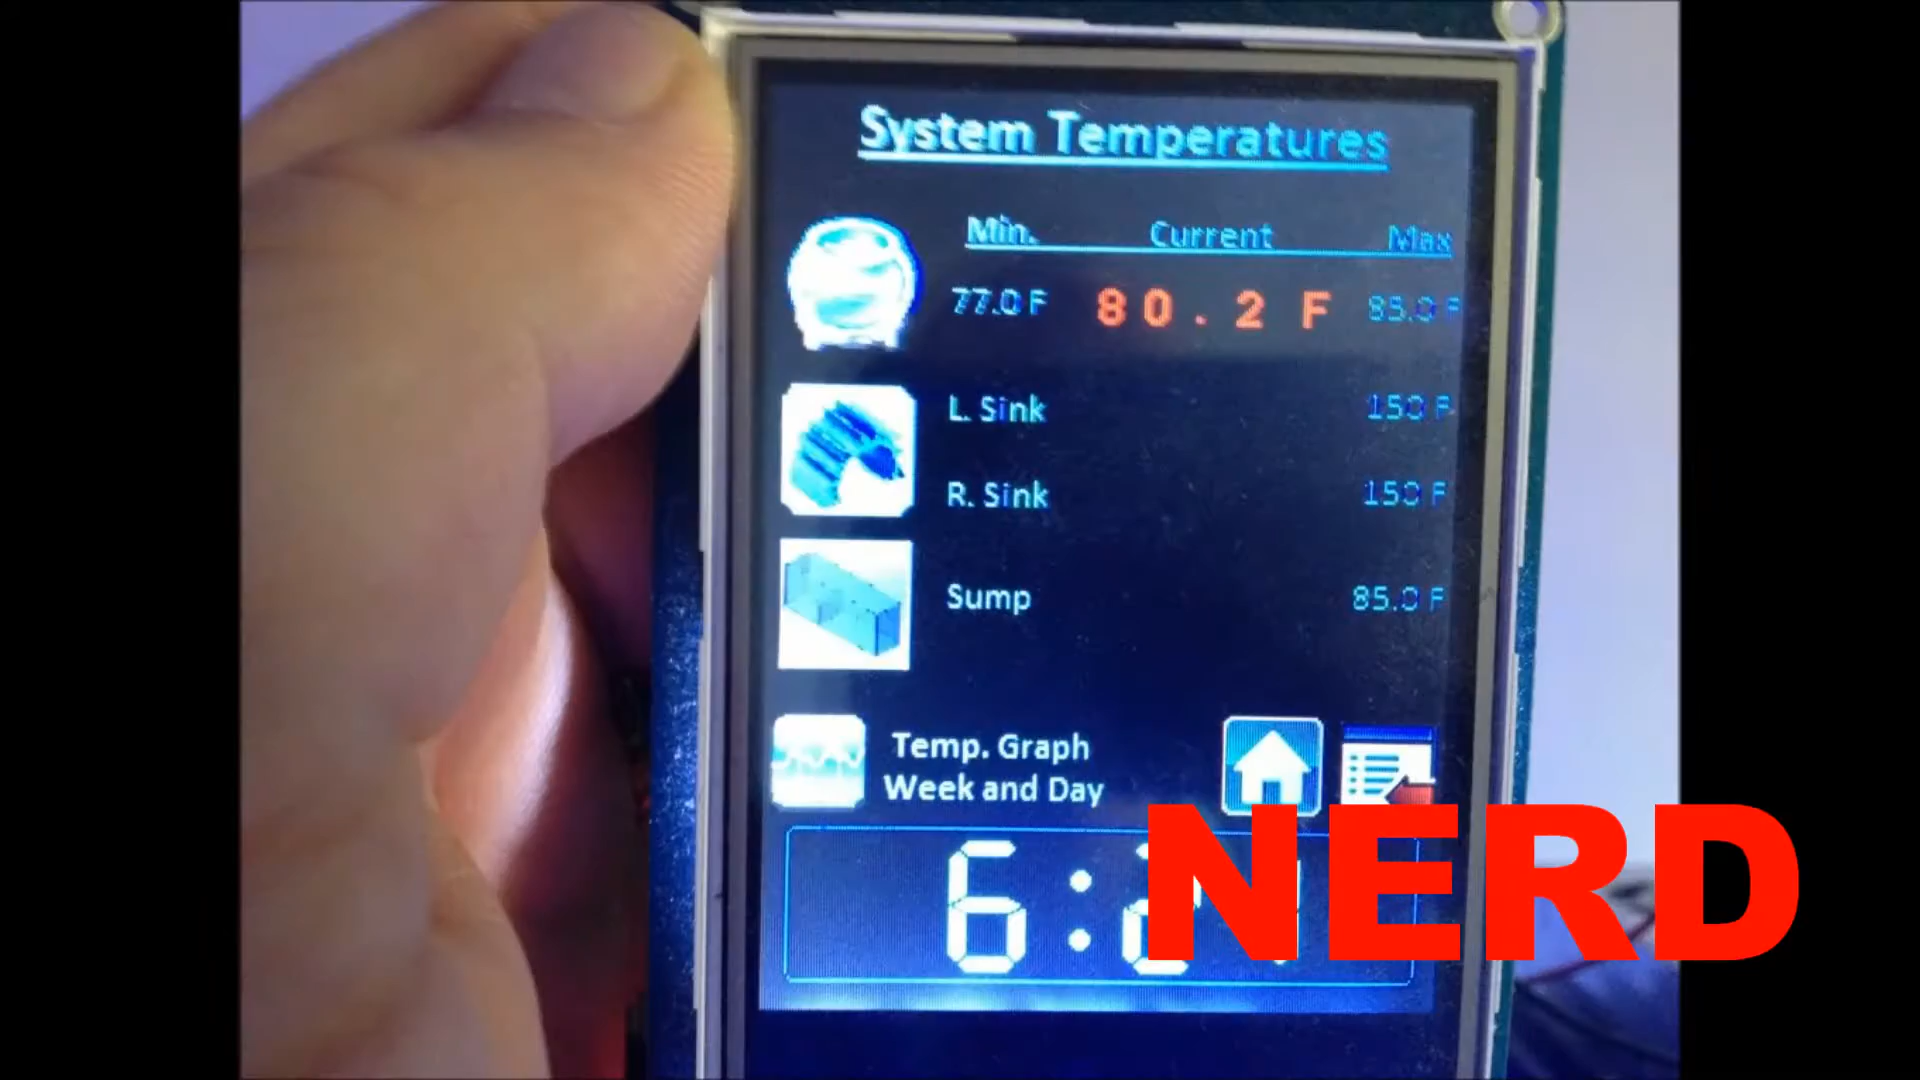 System Temperatures
Min. Current Max
77.0 F 80.2 F 85.0 F
L. Sink 150 F
R. Sink 150 F
Sump 85.0 F
Temp. Graph
Week and Day
NERD